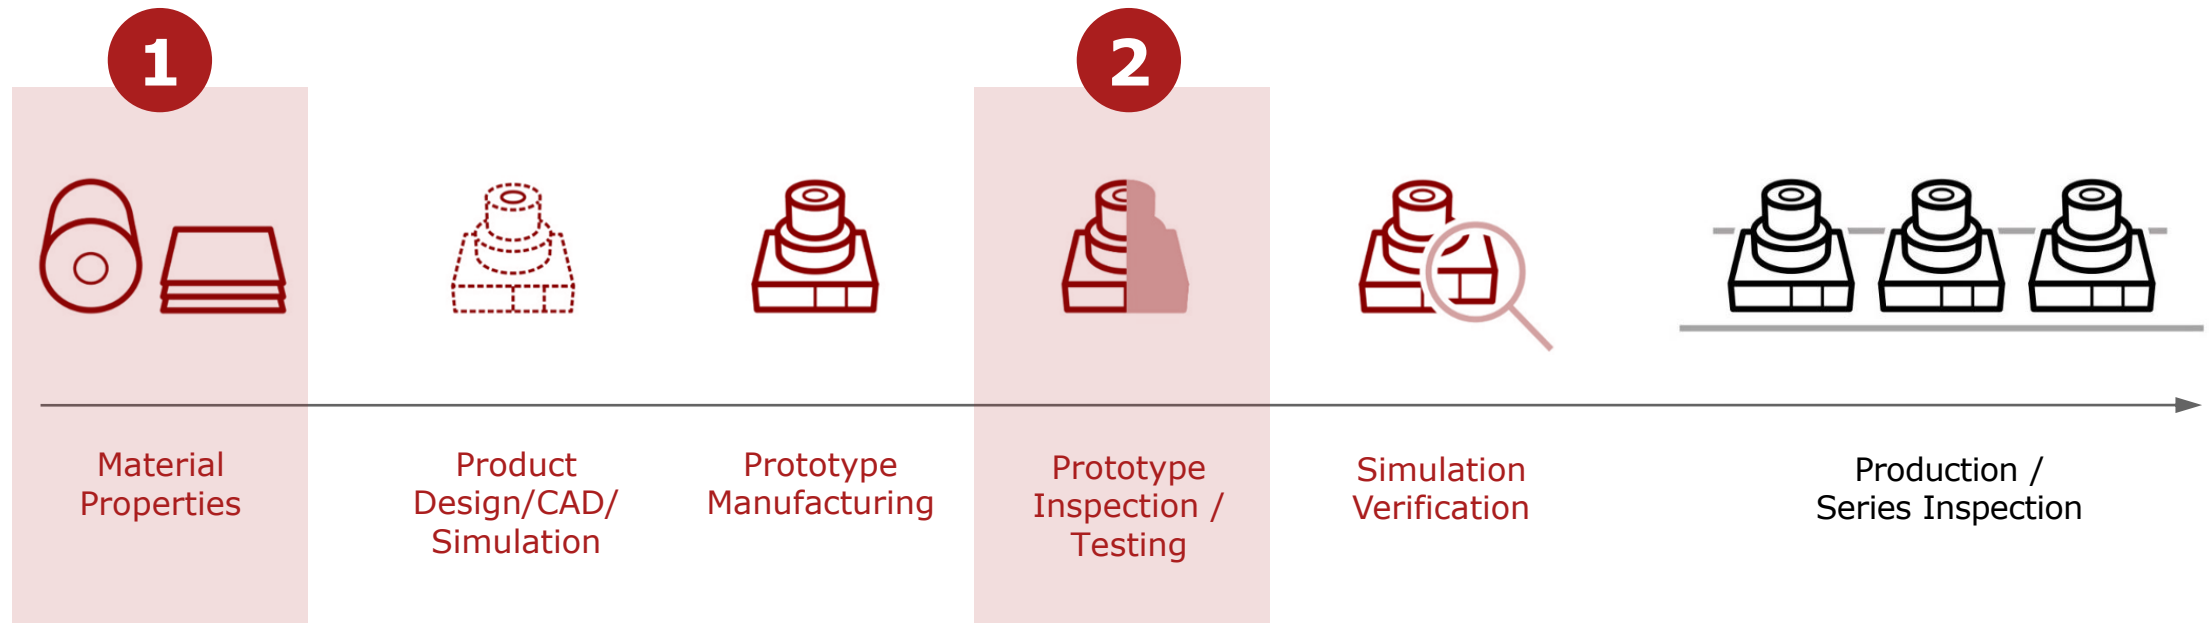 1
2
Material
Properties
Product
Design/CAD/
Simulation
Prototype
Manufacturing
Prototype
Inspection /
Testing
Simulation
Verification
Production /
Series Inspection